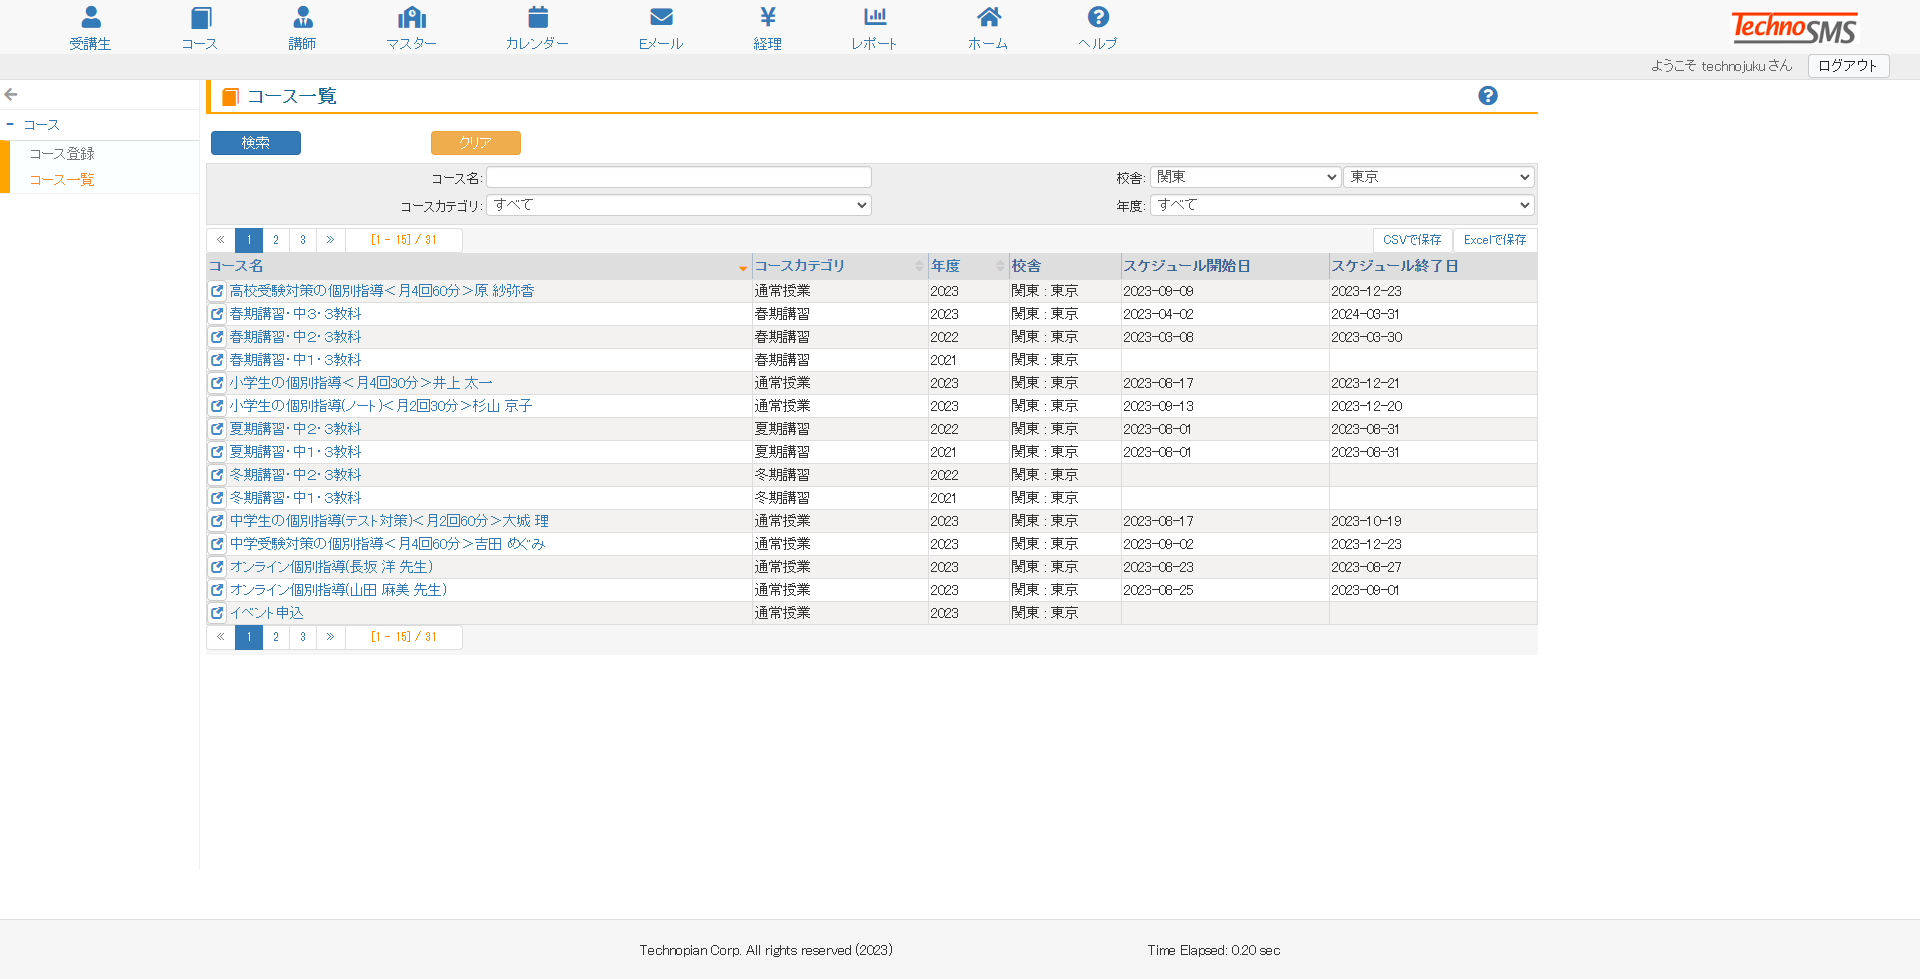 受講生 コース 講師 マスター カレンダー Eメール 経理 レポート ホーム ヘルプ TechnoSMS
ようこそ technojuku さん ログアウト
コース
コース登録
コース一覧
コース一覧
検索 クリア
コース名: 校舎: 関東 東京
コースカテゴリ: すべて 年度: すべて
« 1 2 3 » [1 - 15] / 31 CSVで保存 Excelで保存
コース名 コースカテゴリ 年度 校舎 スケジュール開始日 スケジュール終了日
高校受験対策の個別指導＜月4回60分＞原 紗弥香 通常授業 2023 関東 : 東京 2023-09-09 2023-12-23
春期講習・中３・３教科 春期講習 2023 関東 : 東京 2023-04-02 2024-03-31
春期講習・中２・３教科 春期講習 2022 関東 : 東京 2023-03-08 2023-03-30
春期講習・中１・３教科 春期講習 2021 関東 : 東京
小学生の個別指導＜月4回30分＞井上 太一 通常授業 2023 関東 : 東京 2023-08-17 2023-12-21
小学生の個別指導(ノート)＜月2回30分＞杉山 京子 通常授業 2023 関東 : 東京 2023-09-13 2023-12-20
夏期講習・中２・３教科 夏期講習 2022 関東 : 東京 2023-08-01 2023-08-31
夏期講習・中１・３教科 夏期講習 2021 関東 : 東京 2023-08-01 2023-08-31
冬期講習・中２・３教科 冬期講習 2022 関東 : 東京
冬期講習・中１・３教科 冬期講習 2021 関東 : 東京
中学生の個別指導(テスト対策)＜月2回60分＞大城 理 通常授業 2023 関東 : 東京 2023-08-17 2023-10-19
中学受験対策の個別指導＜月4回60分＞吉田 めぐみ 通常授業 2023 関東 : 東京 2023-09-02 2023-12-23
オンライン個別指導(長坂 洋 先生) 通常授業 2023 関東 : 東京 2023-08-23 2023-08-27
オンライン個別指導(山田 麻美 先生) 通常授業 2023 関東 : 東京 2023-08-25 2023-09-01
イベント申込 通常授業 2023 関東 : 東京
« 1 2 3 » [1 - 15] / 31
Technopian Corp. All rights reserved (2023) Time Elapsed: 0.20 sec